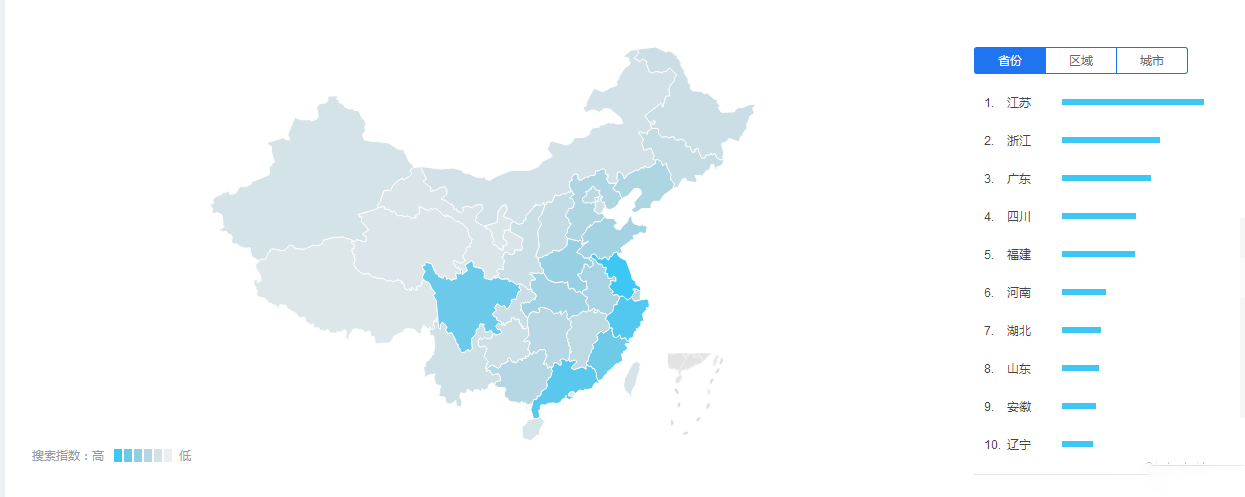 省份 区域 城市
1. 江苏
2. 浙江
3. 广东
4. 四川
5. 福建
6. 河南
7. 湖北
8. 山东
9. 安徽
10. 辽宁
搜索指数：高 低